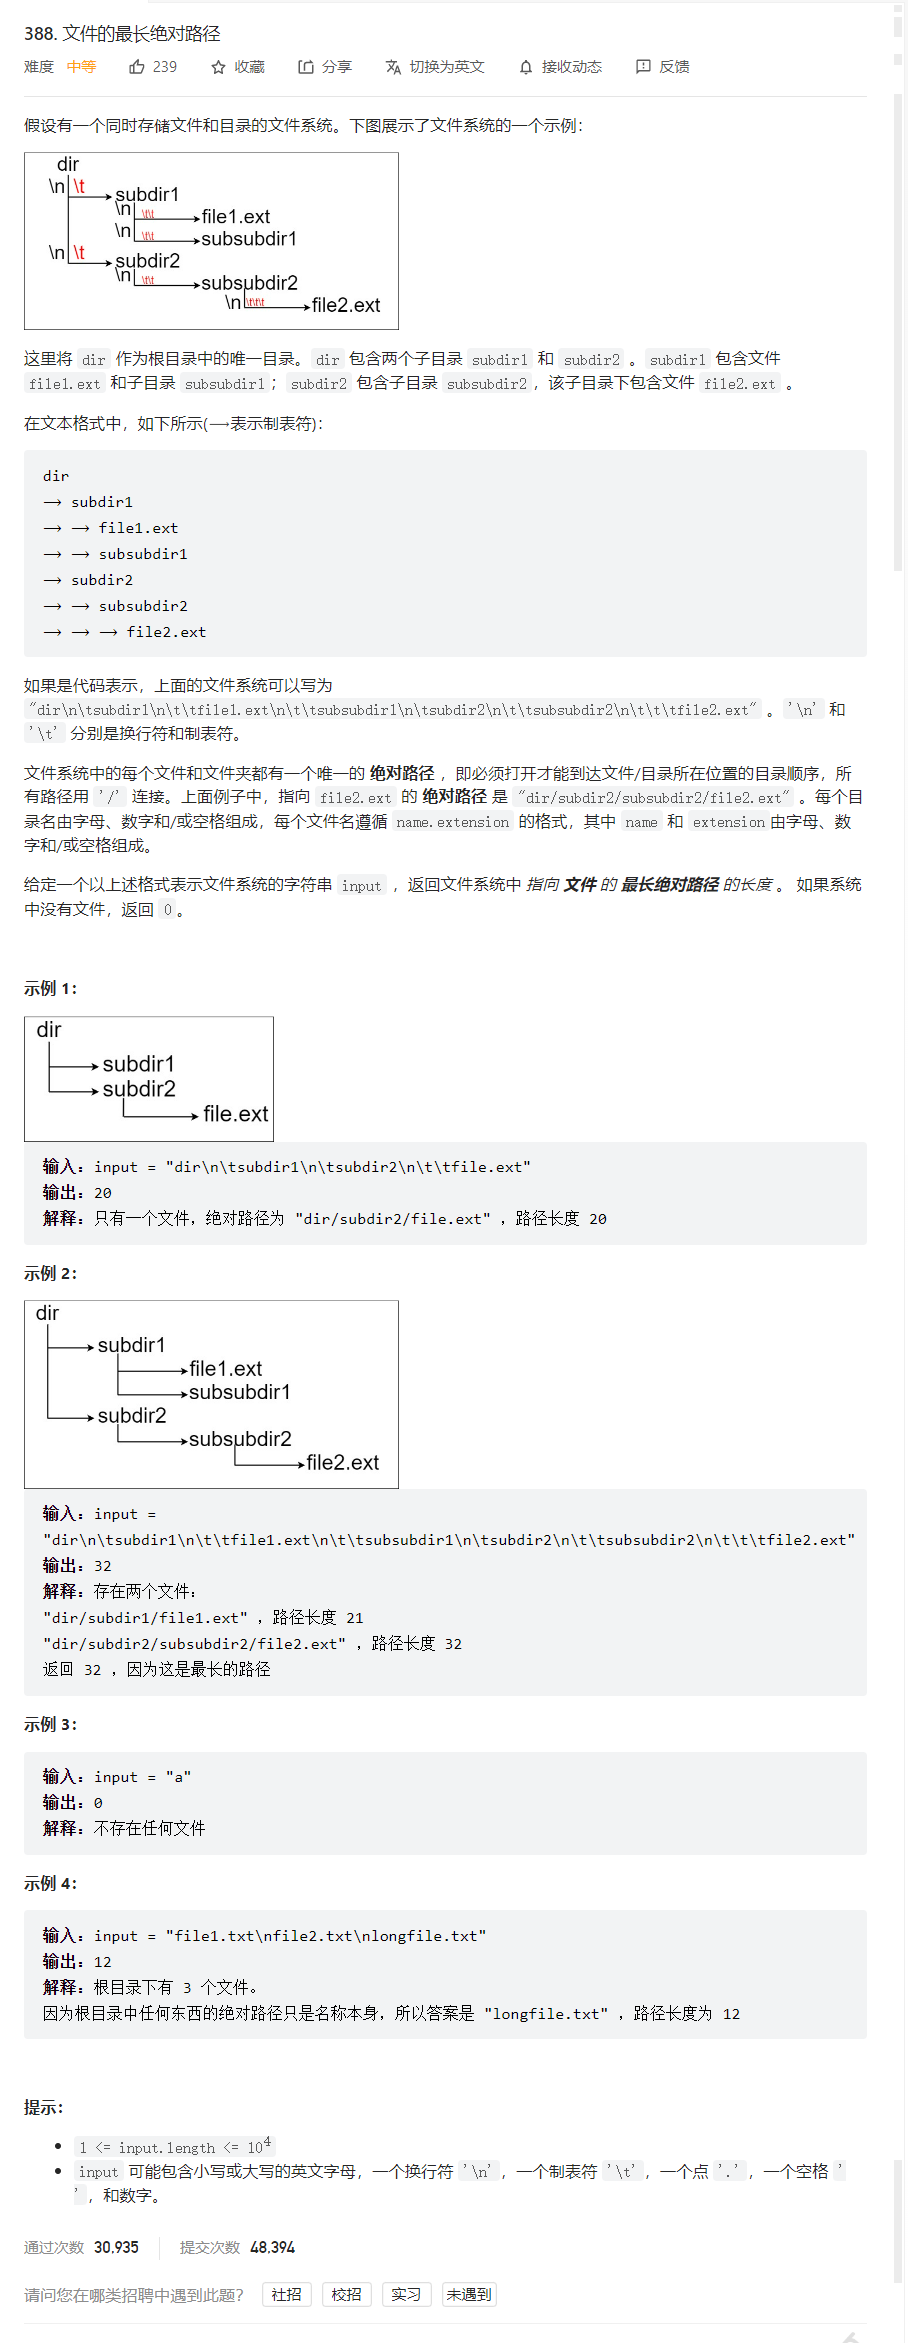 388. 文件的最长绝对路径
难度 中等 239 收藏 分享 切换为英文 接收动态 反馈
假设有一个同时存储文件和目录的文件系统。下图展示了文件系统的一个示例：
dir
\n \t subdir1
\n \t\t file1.ext
\n \t\t subsubdir1
\n \t subdir2
\n \t\t subsubdir2
\n \t\t\t file2.ext
这里将 dir 作为根目录中的唯一目录。dir 包含两个子目录 subdir1 和 subdir2 。subdir1 包含文件
file1.ext 和子目录 subsubdir1；subdir2 包含子目录 subsubdir2，该子目录下包含文件 file2.ext 。
在文本格式中，如下所示(⟶表示制表符)：
dir
⟶ subdir1
⟶ ⟶ file1.ext
⟶ ⟶ subsubdir1
⟶ subdir2
⟶ ⟶ subsubdir2
⟶ ⟶ ⟶ file2.ext
如果是代码表示，上面的文件系统可以写为
"dir\n\tsubdir1\n\t\tfile1.ext\n\t\tsubsubdir1\n\tsubdir2\n\t\tsubsubdir2\n\t\t\tfile2.ext" 。'\n' 和
'\t' 分别是换行符和制表符。
文件系统中的每个文件和文件夹都有一个唯一的 绝对路径 ，即必须打开才能到达文件/目录所在位置的目录顺序，所
有路径用 '/' 连接。上面例子中，指向 file2.ext 的 绝对路径 是 "dir/subdir2/subsubdir2/file2.ext" 。每个目
录名由字母、数字和/或空格组成，每个文件名遵循 name.extension 的格式，其中 name 和 extension由字母、数
字和/或空格组成。
给定一个以上述格式表示文件系统的字符串 input ，返回文件系统中 指向 文件 的 最长绝对路径 的长度 。 如果系统
中没有文件，返回 0。
示例 1：
dir
subdir1
subdir2
file.ext
输入：input = "dir\n\tsubdir1\n\tsubdir2\n\t\tfile.ext"
输出：20
解释：只有一个文件，绝对路径为 "dir/subdir2/file.ext" ，路径长度 20
示例 2：
dir
subdir1
file1.ext
subsubdir1
subdir2
subsubdir2
file2.ext
输入：input =
"dir\n\tsubdir1\n\t\tfile1.ext\n\t\tsubsubdir1\n\tsubdir2\n\t\tsubsubdir2\n\t\t\tfile2.ext"
输出：32
解释：存在两个文件：
"dir/subdir1/file1.ext" ，路径长度 21
"dir/subdir2/subsubdir2/file2.ext" ，路径长度 32
返回 32 ，因为这是最长的路径
示例 3：
输入：input = "a"
输出：0
解释：不存在任何文件
示例 4：
输入：input = "file1.txt\nfile2.txt\nlongfile.txt"
输出：12
解释：根目录下有 3 个文件。
因为根目录中任何东西的绝对路径只是名称本身，所以答案是 "longfile.txt" ，路径长度为 12
提示：
• 1 <= input.length <= 10⁴
• input 可能包含小写或大写的英文字母，一个换行符 '\n'，一个制表符 '\t'，一个点 '.'，一个空格 '
'，和数字。
通过次数 30,935 提交次数 48,394
请问您在哪类招聘中遇到此题？ 社招 校招 实习 未遇到